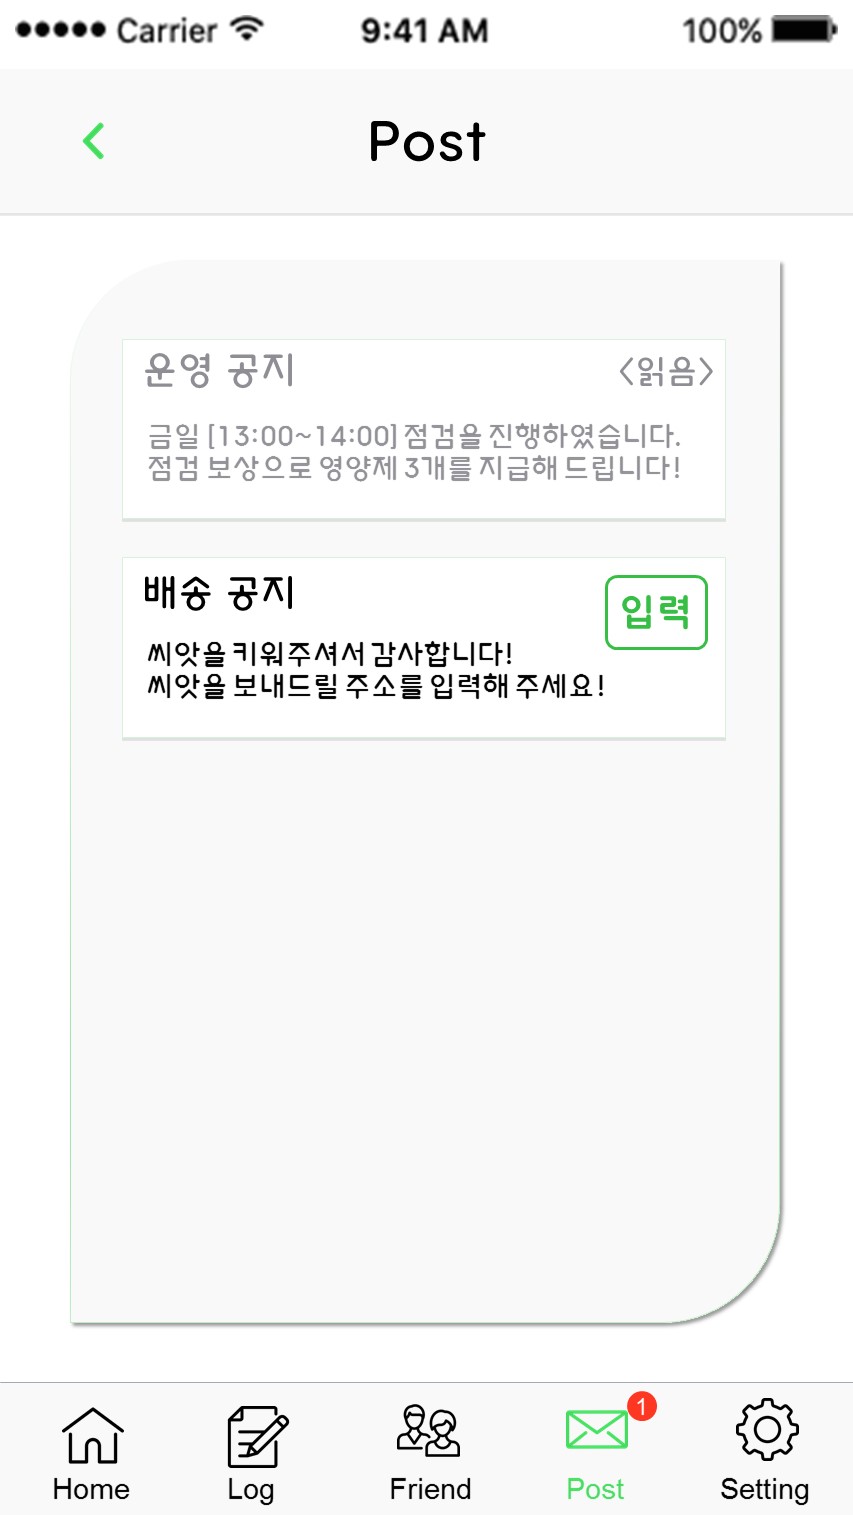 Carrier 9:41 AM 100%
Post
운영 공지 <읽음>
금일 [13:00~14:00] 점검을 진행하였습니다.
점검 보상으로 영양제 3개를 지급해 드립니다!
배송 공지 입력
씨앗을 키워주셔서 감사합니다!
씨앗을 보내드릴 주소를 입력해 주세요!
1
Home Log Friend Post Setting